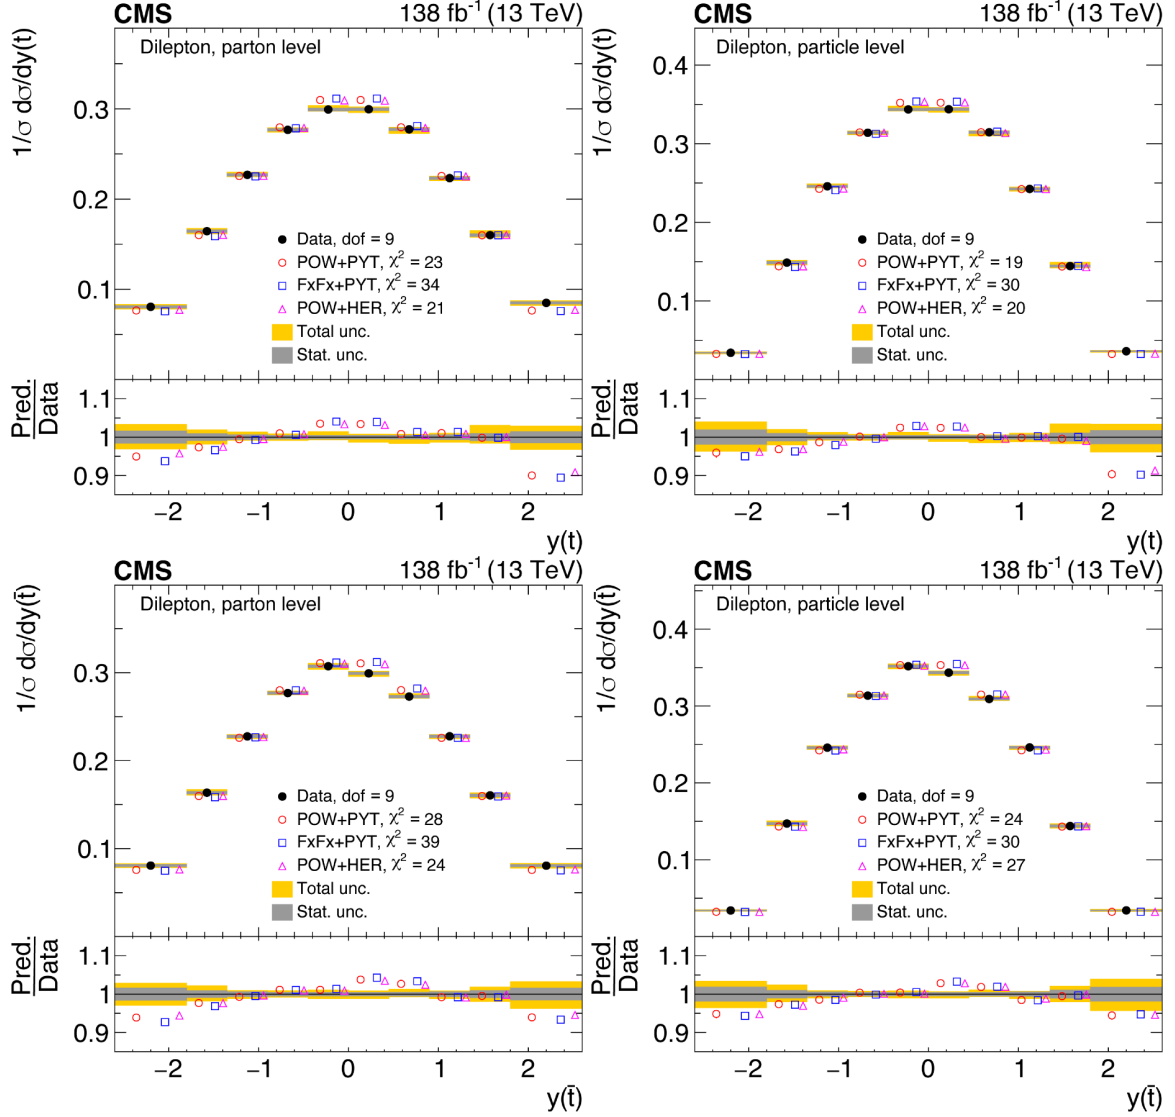 CMS 138 fb⁻¹ (13 TeV)
Dilepton, parton level
1/σ dσ/dy(t)
0.3
0.2
0.1
Data, dof = 9
POW+PYT, χ² = 23
FxFx+PYT, χ² = 34
POW+HER, χ² = 21
Total unc.
Stat. unc.
Pred.
Data
1.1
1
0.9
−2 −1 0 1 2
y(t)
CMS 138 fb⁻¹ (13 TeV)
Dilepton, particle level
1/σ dσ/dy(t)
0.4
0.3
0.2
0.1
Data, dof = 9
POW+PYT, χ² = 19
FxFx+PYT, χ² = 30
POW+HER, χ² = 20
Total unc.
Stat. unc.
Pred.
Data
1.1
1
0.9
−2 −1 0 1 2
y(t)
CMS 138 fb⁻¹ (13 TeV)
Dilepton, parton level
1/σ dσ/dy(t̄)
0.3
0.2
0.1
Data, dof = 9
POW+PYT, χ² = 28
FxFx+PYT, χ² = 39
POW+HER, χ² = 24
Total unc.
Stat. unc.
Pred.
Data
1.1
1
0.9
−2 −1 0 1 2
y(t̄)
CMS 138 fb⁻¹ (13 TeV)
Dilepton, particle level
1/σ dσ/dy(t̄)
0.4
0.3
0.2
0.1
Data, dof = 9
POW+PYT, χ² = 24
FxFx+PYT, χ² = 30
POW+HER, χ² = 27
Total unc.
Stat. unc.
Pred.
Data
1.1
1
0.9
−2 −1 0 1 2
y(t̄)